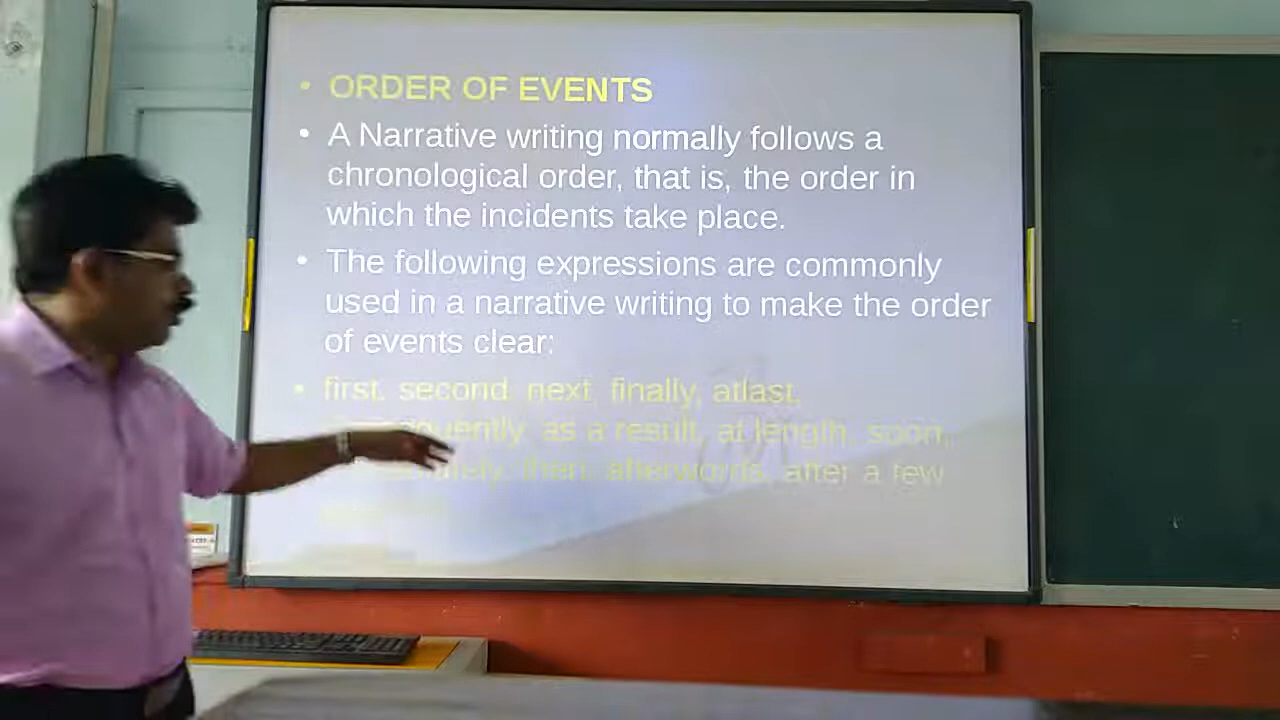 • ORDER OF EVENTS
• A Narrative writing normally follows a
chronological order, that is, the order in
which the incidents take place.
• The following expressions are commonly
used in a narrative writing to make the order
of events clear:
• first, second, next, finally, atlast,
as a result, at length, soon,
then, afterwords, after a few